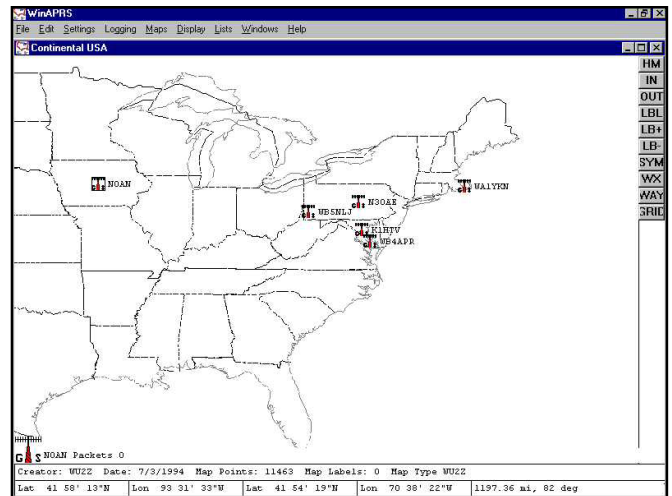 WinAPRS
File Edit Settings Logging Maps Display Lists Windows Help
Continental USA
HM
IN
OUT
LBL
LB+
LB-
SYM
WX
WAY
GRID
N0AN
WA1YKN
N3OAE
WB5NLJ
K1HTV
WB4APR
G S N0AN Packets 0
Creator: WU2Z Date: 7/3/1994 Map Points: 11463 Map Labels: 0 Map Type WU2Z
Lat 41 58' 13"N Lon 93 31' 33"W Lat 41 54' 19"N Lon 70 38' 22"W 1197.36 mi, 82 deg